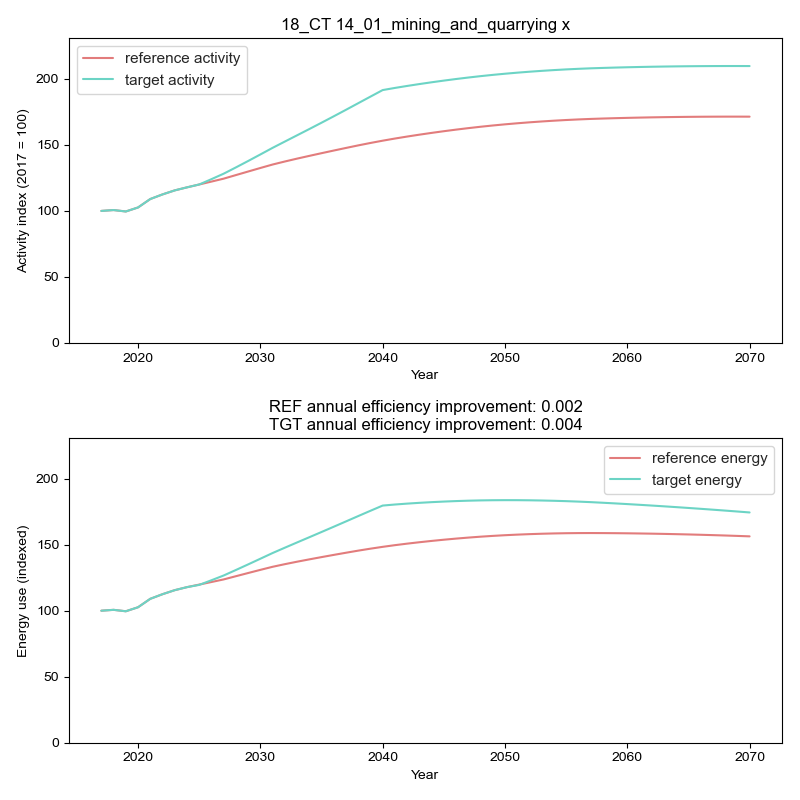 18_CT 14_01_mining_and_quarrying x
reference activity
target activity
Activity index (2017 = 100)
200
150
100
50
0
2020 2030 2040 2050 2060 2070
Year
REF annual efficiency improvement: 0.002
TGT annual efficiency improvement: 0.004
reference energy
target energy
Energy use (indexed)
200
150
100
50
0
2020 2030 2040 2050 2060 2070
Year